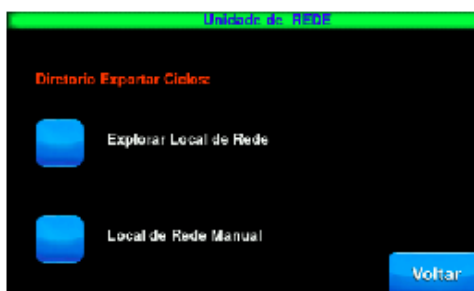 Unidade de REDE
Diretorio Exportar Ciclos:
Explorar Local de Rede
Local de Rede Manual
Voltar